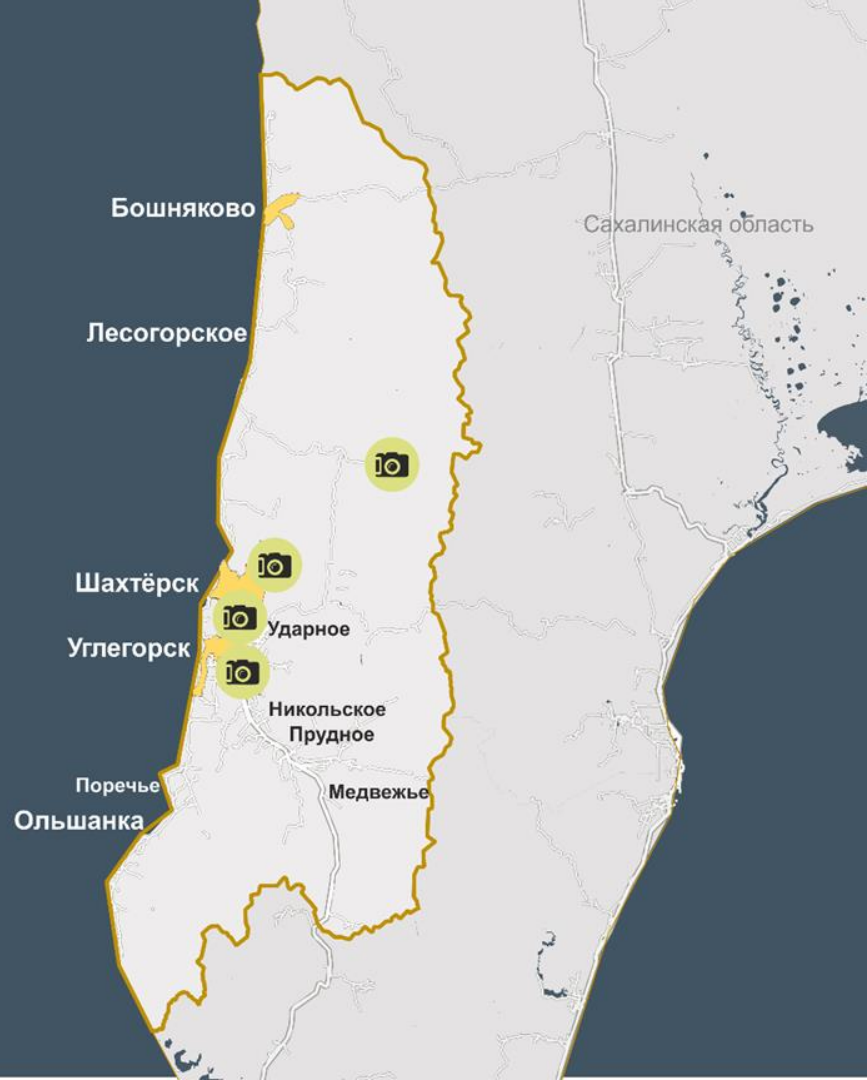 Бошняково
Сахалинская область
Лесогорское
Шахтёрск
Ударное
Углегорск
Никольское
Прудное
Поречье
Медвежье
Ольшанка